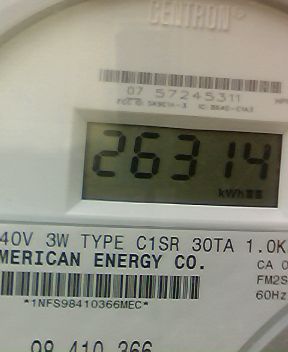 CENTRON®
07 57245311
26314
kWh
40V 3W TYPE C1SR 30TA 1.0K
MERICAN ENERGY CO.
CA 0
FM2S
60Hz
*1NFS98410366MEC*
98 410 366